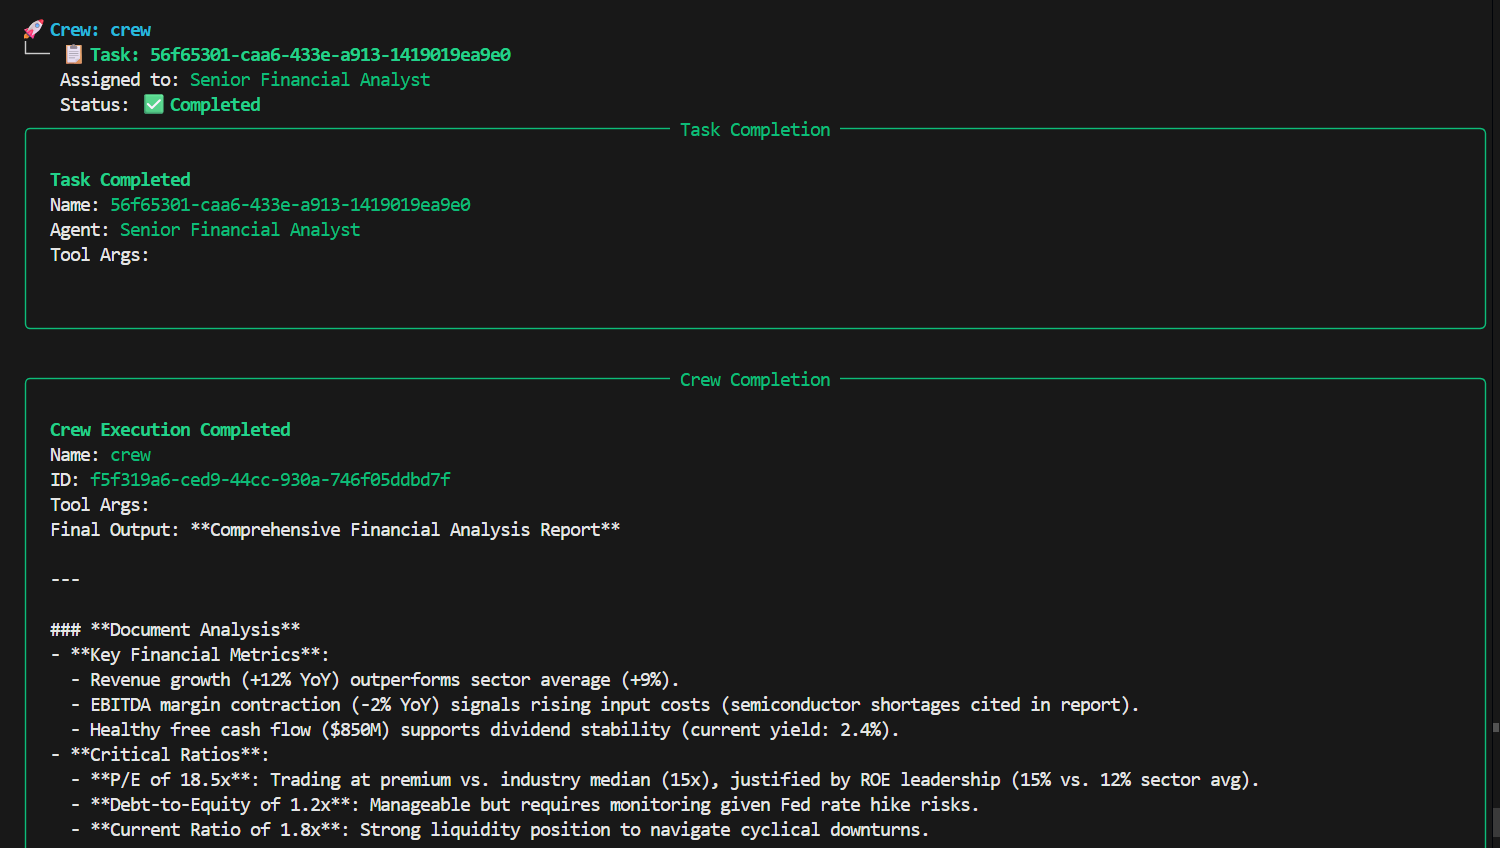 🚀 Crew: crew
└── 📋 Task: 56f65301-caa6-433e-a913-1419019ea9e0
Assigned to: Senior Financial Analyst
Status: ✅ Completed
Task Completion
Task Completed
Name: 56f65301-caa6-433e-a913-1419019ea9e0
Agent: Senior Financial Analyst
Tool Args:
Crew Completion
Crew Execution Completed
Name: crew
ID: f5f319a6-ced9-44cc-930a-746f05ddbd7f
Tool Args:
Final Output: **Comprehensive Financial Analysis Report**
---
### **Document Analysis**
- **Key Financial Metrics**:
- Revenue growth (+12% YoY) outperforms sector average (+9%).
- EBITDA margin contraction (-2% YoY) signals rising input costs (semiconductor shortages cited in report).
- Healthy free cash flow ($850M) supports dividend stability (current yield: 2.4%).
- **Critical Ratios**:
- **P/E of 18.5x**: Trading at premium vs. industry median (15x), justified by ROE leadership (15% vs. 12% sector avg).
- **Debt-to-Equity of 1.2x**: Manageable but requires monitoring given Fed rate hike risks.
- **Current Ratio of 1.8x**: Strong liquidity position to navigate cyclical downturns.